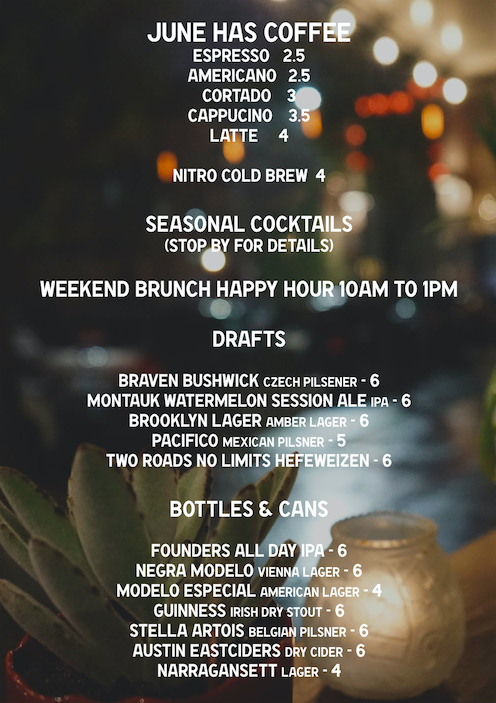 JUNE HAS COFFEE
ESPRESSO 2.5
AMERICANO 2.5
CORTADO 3
CAPPUCINO 3.5
LATTE 4
NITRO COLD BREW 4
SEASONAL COCKTAILS
(STOP BY FOR DETAILS)
WEEKEND BRUNCH HAPPY HOUR 10AM TO 1PM
DRAFTS
BRAVEN BUSHWICK CZECH PILSENER - 6
MONTAUK WATERMELON SESSION ALE IPA - 6
BROOKLYN LAGER AMBER LAGER - 6
PACIFICO MEXICAN PILSNER - 5
TWO ROADS NO LIMITS HEFEWEIZEN - 6
BOTTLES & CANS
FOUNDERS ALL DAY IPA - 6
NEGRA MODELO VIENNA LAGER - 6
MODELO ESPECIAL AMERICAN LAGER - 4
GUINNESS IRISH DRY STOUT - 6
STELLA ARTOIS BELGIAN PILSNER - 6
AUSTIN EASTCIDERS DRY CIDER - 6
NARRAGANSETT LAGER - 4